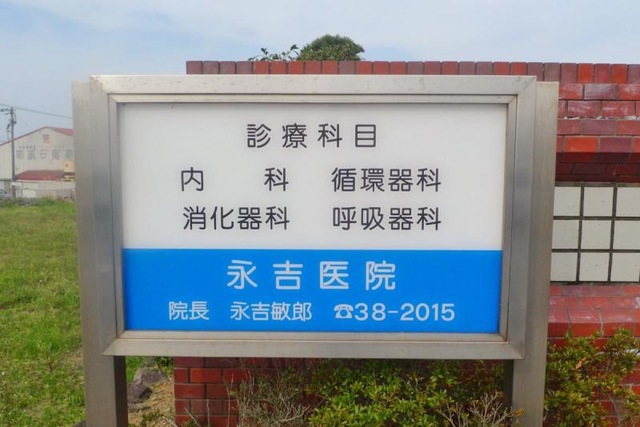 診療科目
内　科　循環器科
消化器科　呼吸器科
永吉医院
院長　永吉敏郎　☎38-2015